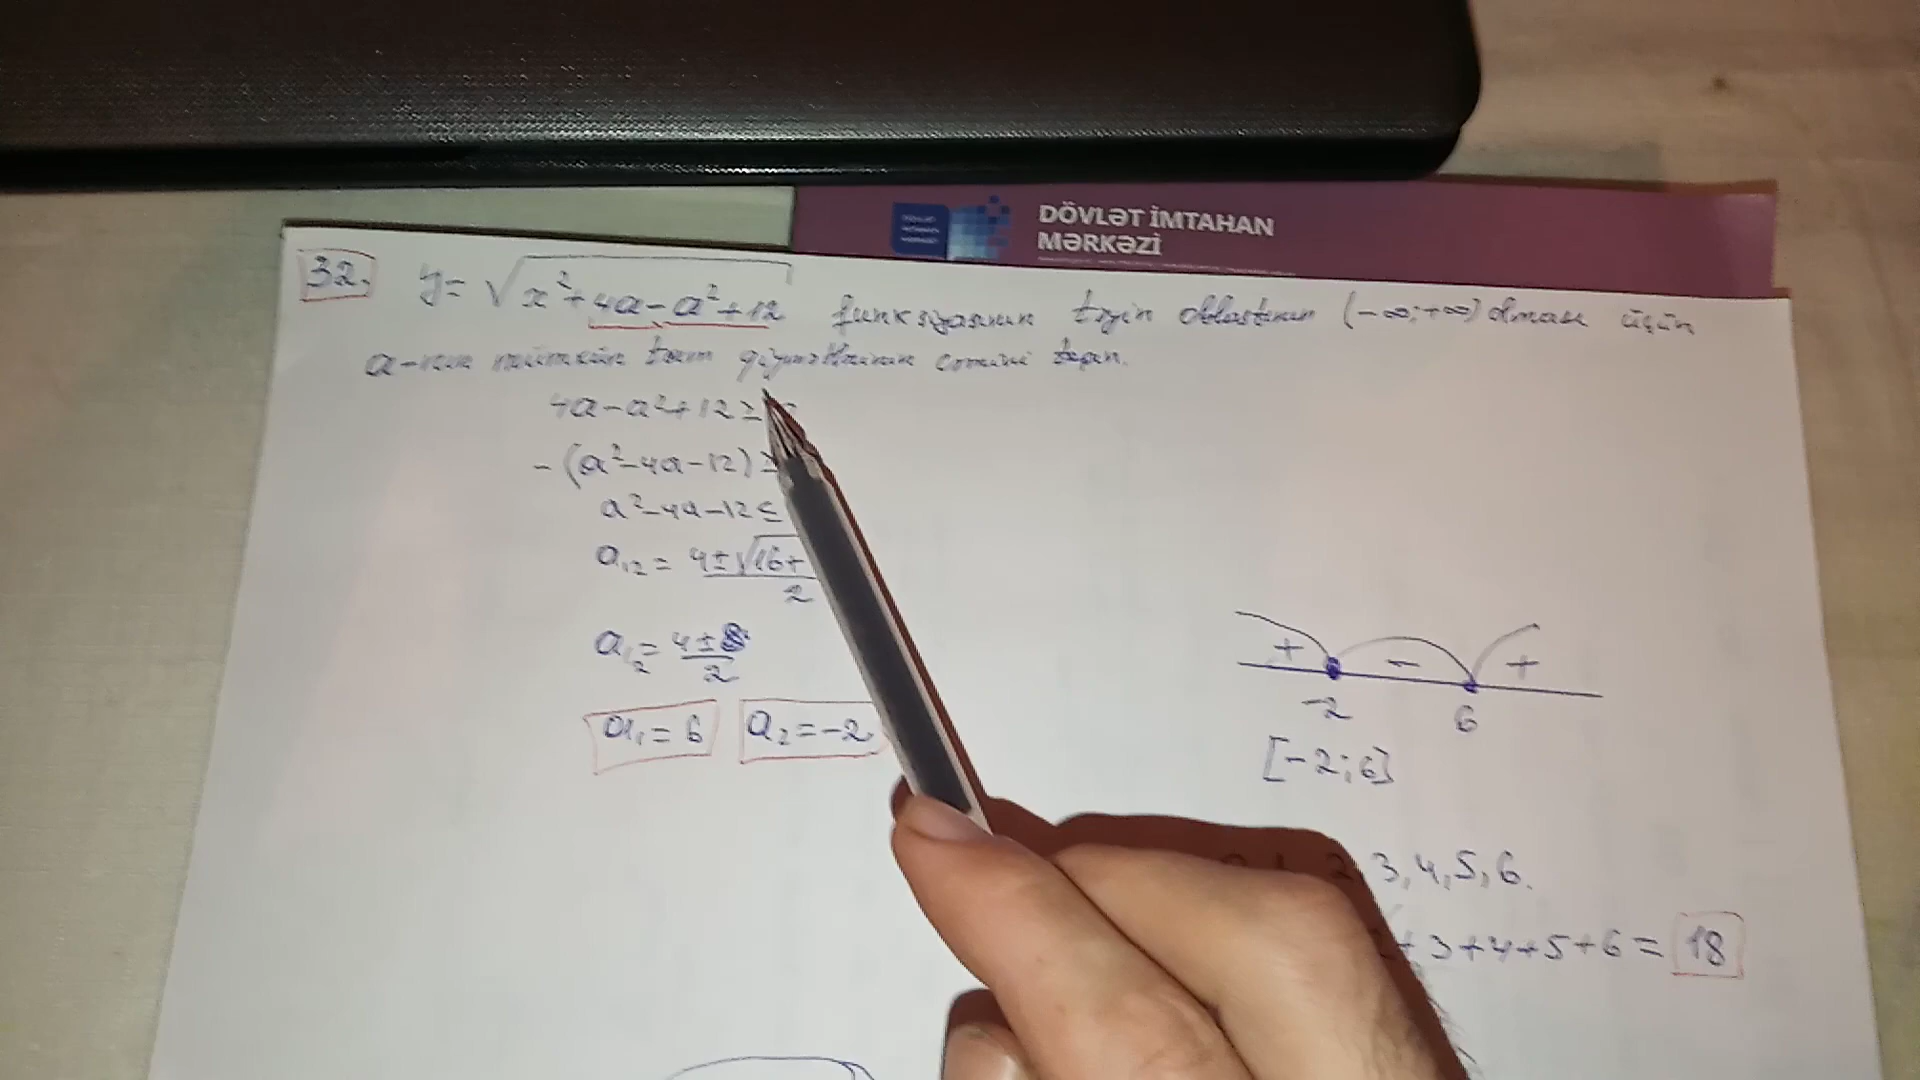 DÖVLƏT İMTAHAN
MƏRKƏZİ
32. y = √(x² + 4a − a² + 12) funksiyasının təyin oblastının (−∞; +∞) olması üçün
a-nın mümkün tam qiymətlərinin cəmini tapın.
4a − a² + 12 ≥
− (a² − 4a − 12) ≥
a² − 4a − 12 ≤
a₁₂ = 4 ± √16 +
2
a₁₂ = 4 ± 8
2
a₁ = 6 a₂ = −2
+ − +
−2 6
[−2; 6]
3, 4, 5, 6.
+ 3 + 4 + 5 + 6 = 18